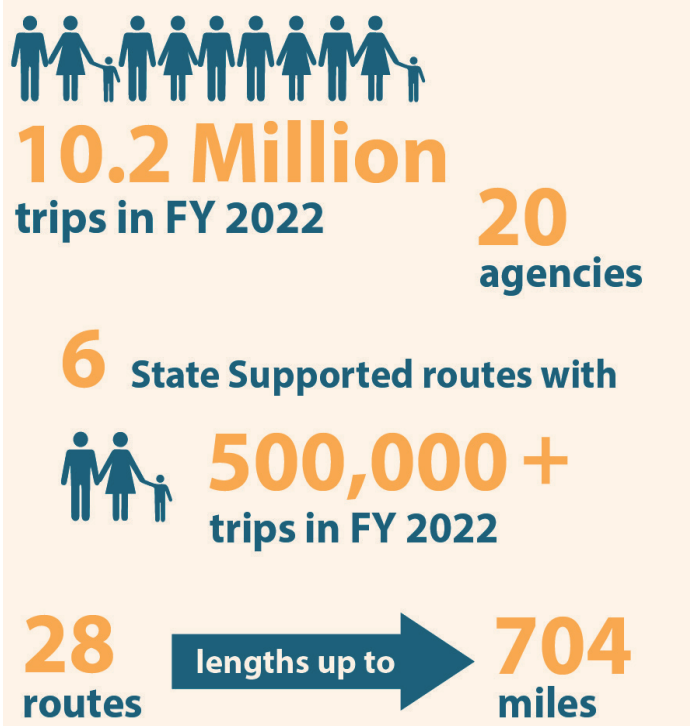 10.2 Million
trips in FY 2022
20
agencies
6 State Supported routes with
500,000 +
trips in FY 2022
28
routes
lengths up to
704
miles